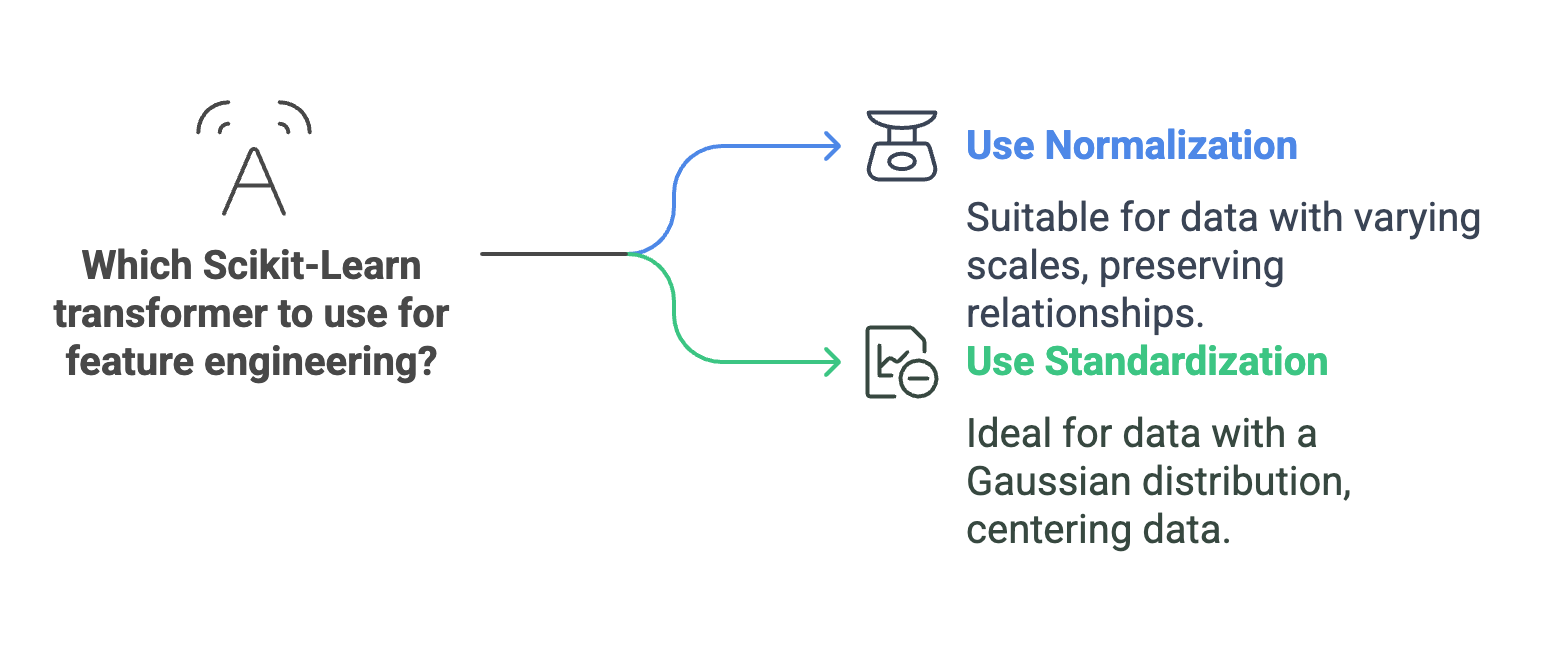 Which Scikit-Learn
transformer to use for
feature engineering?
Use Normalization
Suitable for data with varying
scales, preserving
relationships.
Use Standardization
Ideal for data with a
Gaussian distribution,
centering data.